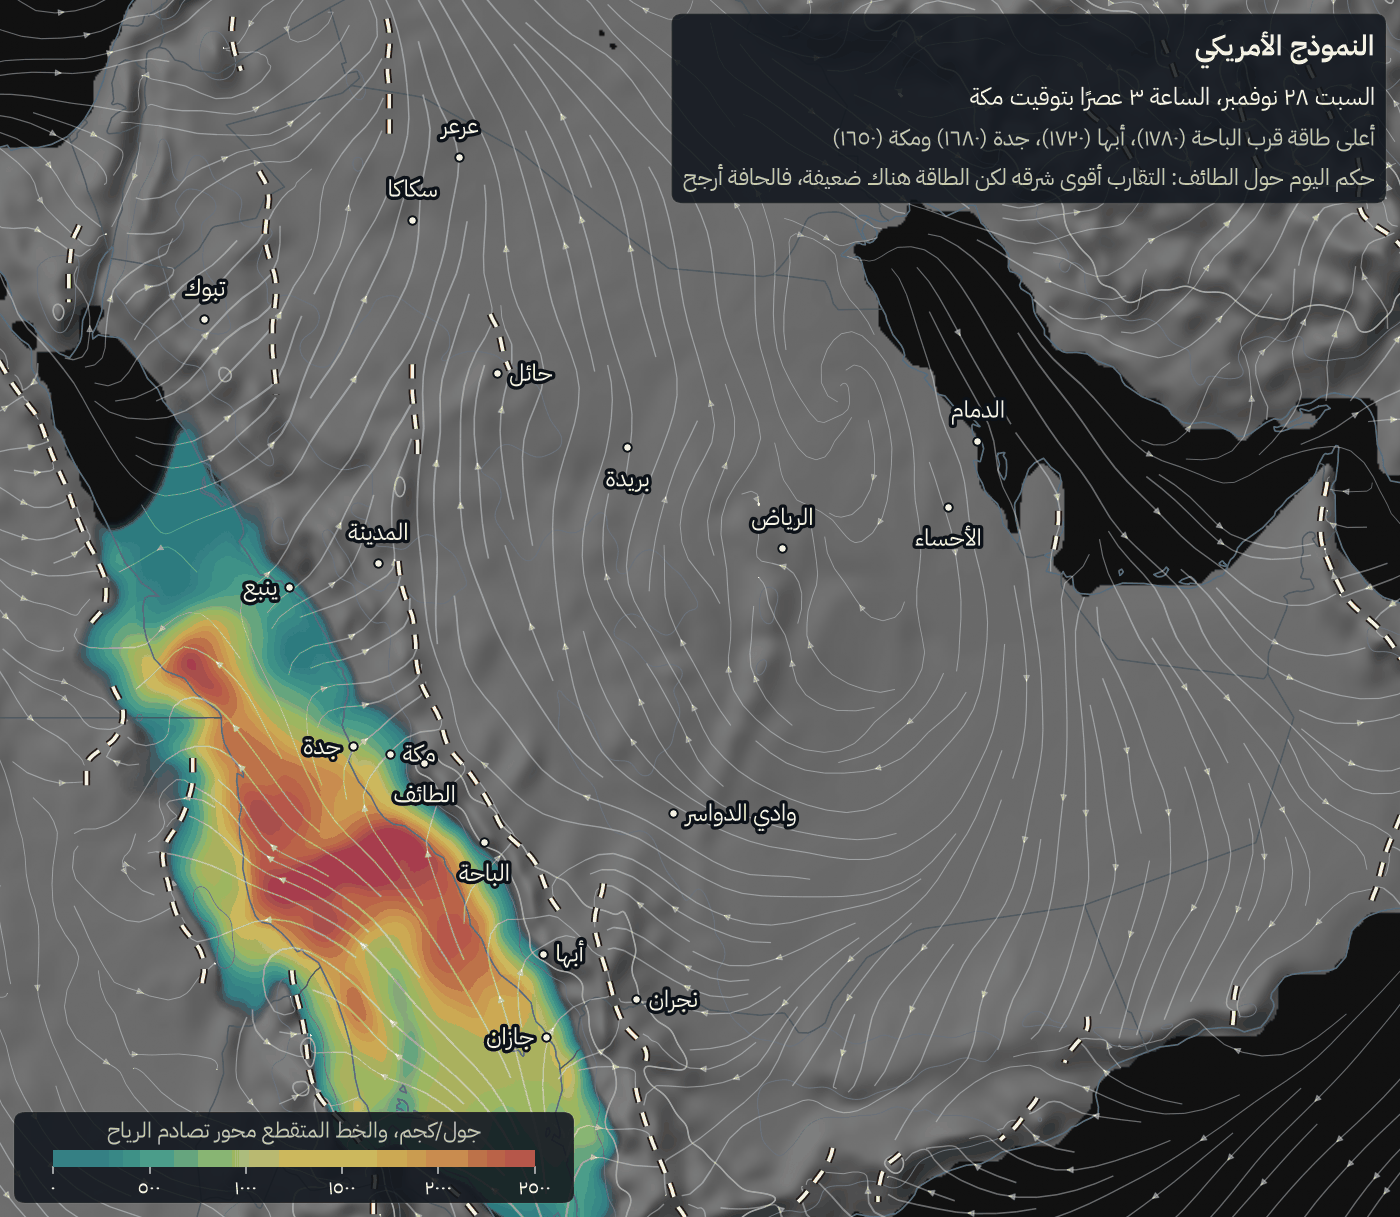 النموذج الأمريكي
السبت ٢٨ نوفمبر، الساعة ٣ عصرًا بتوقيت مكة
أعلى طاقة قرب الباحة (١٧٨٠)، أبها (١٧٢٠)، جدة (١٦٨٠) ومكة (١٦٥٠)
حكم اليوم حول الطائف: التقارب أقوى شرقه لكن الطاقة هناك ضعيفة، فالحافة أرجح
عرعر
سكاكا
تبوك
حائل
الدمام
بريدة
الرياض
الأحساء
المدينة
ينبع
جدة
مكة
الطائف
وادي الدواسر
الباحة
أبها
نجران
جازان
جول/كجم، والخط المتقطع محور تصادم الرياح
٠ ٥٠٠ ١٠٠٠ ١٥٠٠ ٢٠٠٠ ٢٥٠٠